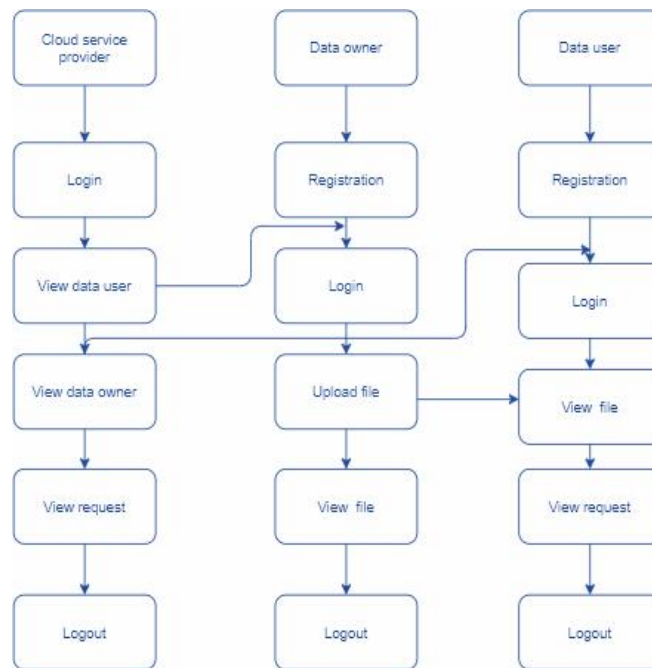 Cloud service
provider
Data owner
Data user
Login
Registration
Registration
View data user
Login
Login
View data owner
Upload file
View file
View request
View file
View request
Logout
Logout
Logout